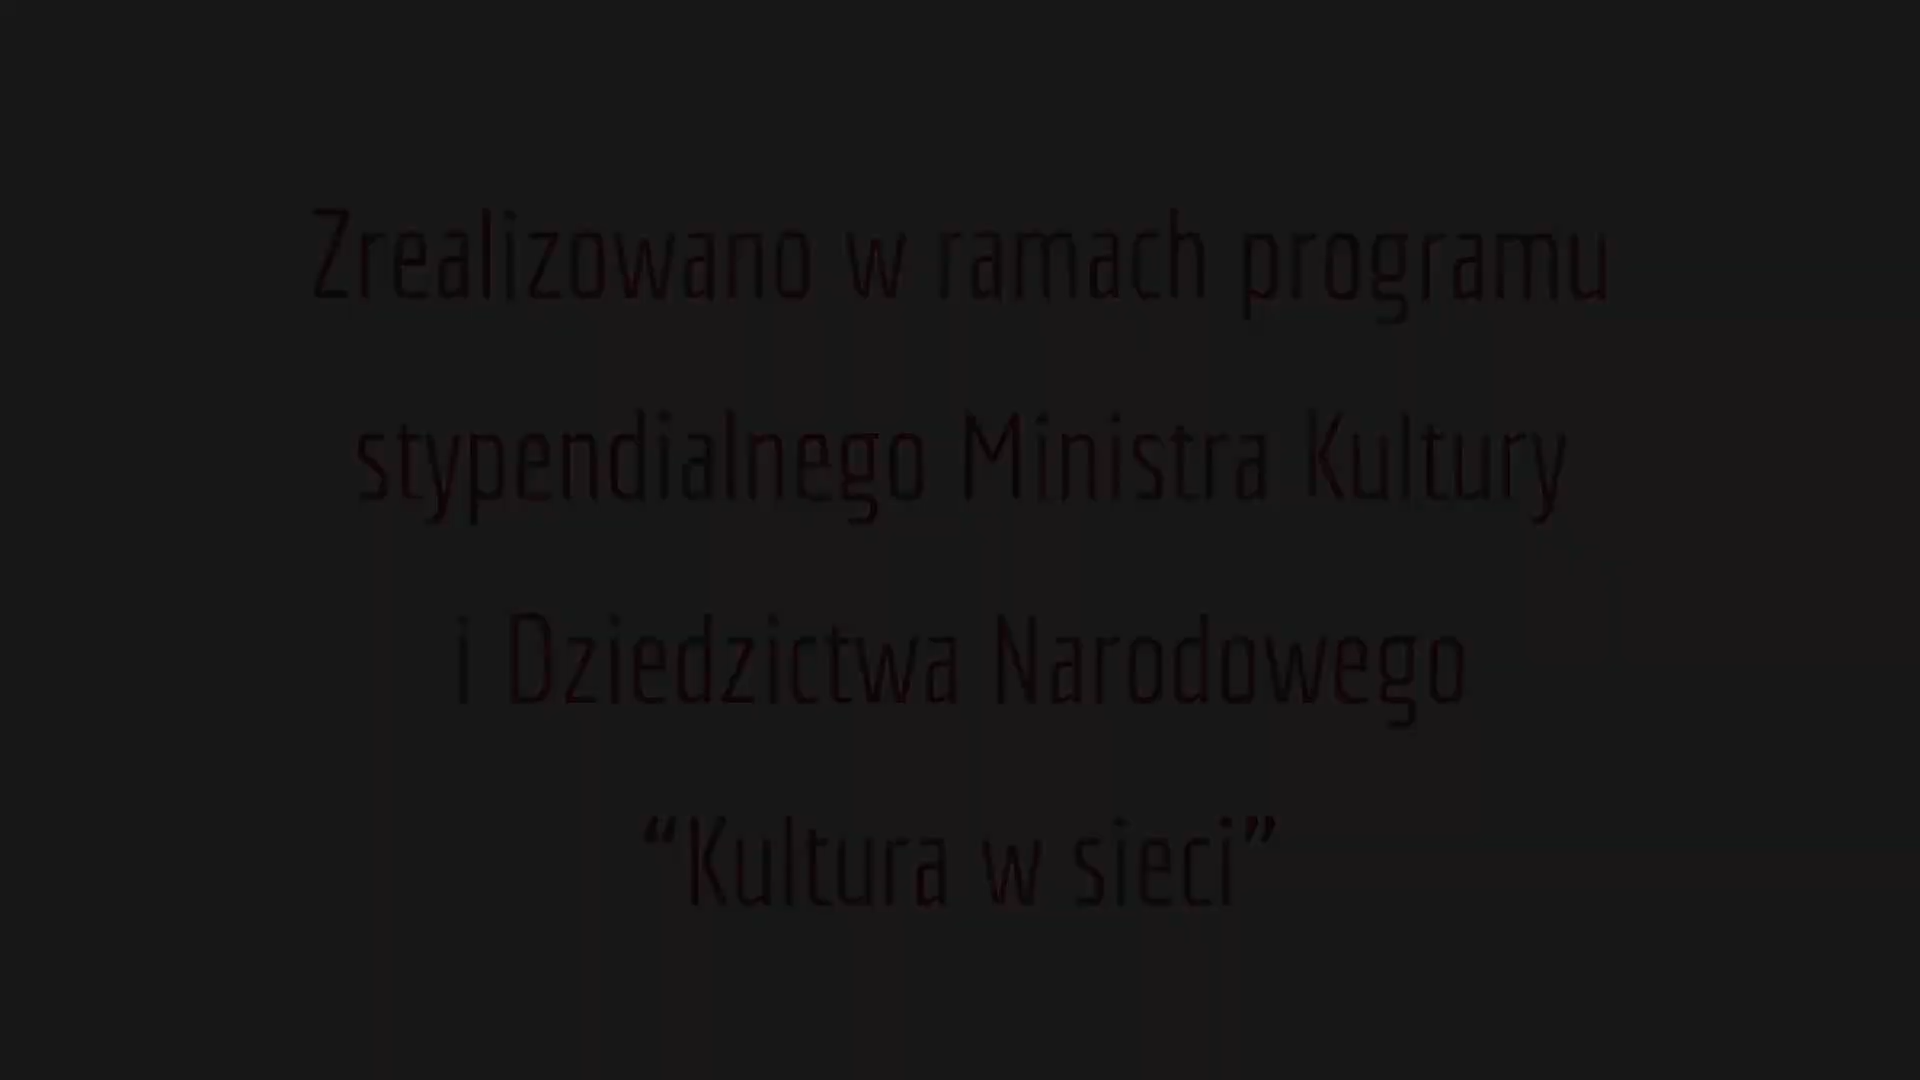 Zrealizowano w ramach programu
stypendialnego Ministra Kultury
i Dziedzictwa Narodowego
“Kultura w sieci”